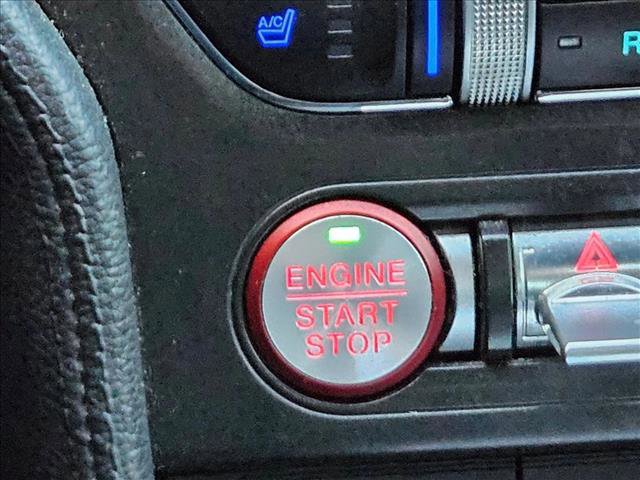 A/C
R
ENGINE
START
STOP